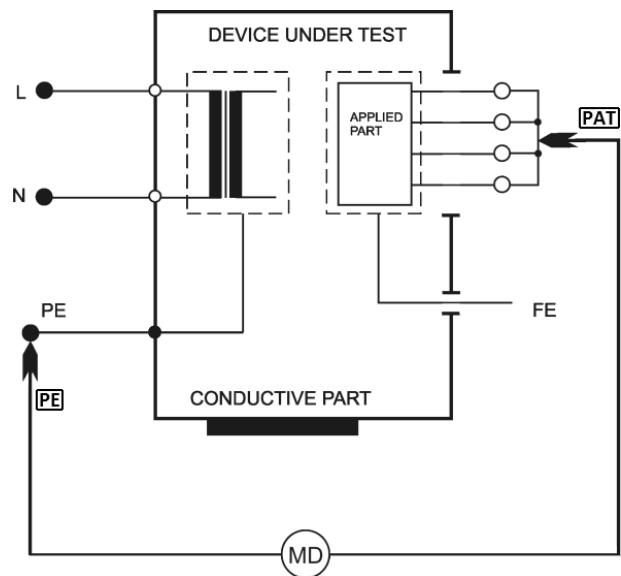 DEVICE UNDER TEST
L
APPLIED
PART
PAT
N
PE
FE
PE
CONDUCTIVE PART
MD